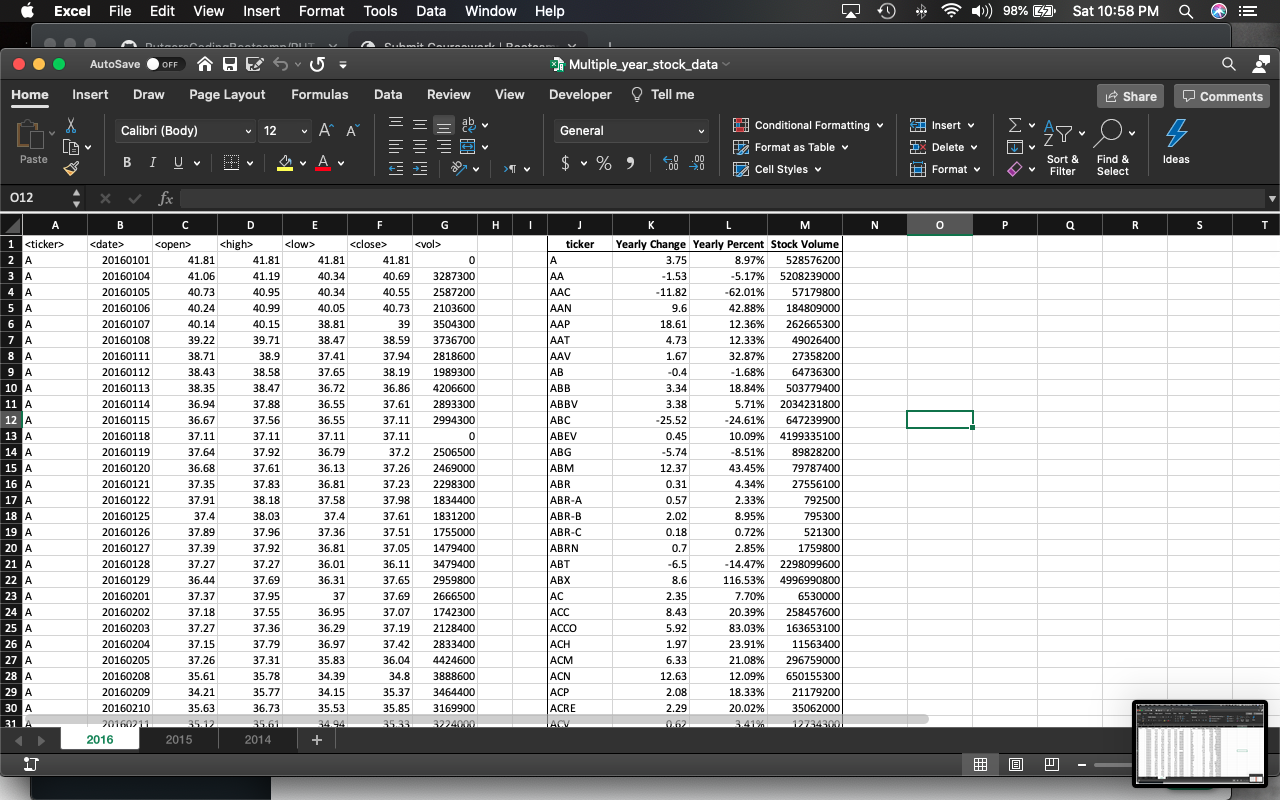 Excel File Edit View Insert Format Tools Data Window Help 98% Sat 10:58 PM
Submit Coursework
AutoSave OFF Multiple_year_stock_data
Home Insert Draw Page Layout Formulas Data Review View Developer Tell me Share Comments
Paste Calibri (Body) 12 A A ab General Conditional Formatting Insert
Format as Table Delete
B I U A $ % Cell Styles Format Sort & Filter Find & Select Ideas
O12 fx
A B C D E F G H I J K L M N O P Q R S T
1 <ticker> <date> <open> <high> <low> <close> <vol> ticker Yearly Change Yearly Percent Stock Volume
2 A 20160101 41.81 41.81 41.81 41.81 0 A 3.75 8.97% 528576200
3 A 20160104 41.06 41.19 40.34 40.69 3287300 AA -1.53 -5.17% 5208239000
4 A 20160105 40.73 40.95 40.34 40.55 2587200 AAC -11.82 -62.01% 57179800
5 A 20160106 40.24 40.99 40.05 40.73 2103600 AAN 9.6 42.88% 184809000
6 A 20160107 40.14 40.15 38.81 39 3504300 AAP 18.61 12.36% 262665300
7 A 20160108 39.22 39.71 38.47 38.59 3736700 AAT 4.73 12.33% 49026400
8 A 20160111 38.71 38.9 37.41 37.94 2818600 AAV 1.67 32.87% 27358200
9 A 20160112 38.43 38.58 37.65 38.19 1989300 AB -0.4 -1.68% 64736300
10 A 20160113 38.35 38.47 36.72 36.86 4206600 ABB 3.34 18.84% 503779400
11 A 20160114 36.94 37.88 36.55 37.61 2893300 ABBV 3.38 5.71% 2034231800
12 A 20160115 36.67 37.56 36.55 37.11 2994300 ABC -25.52 -24.61% 647239900
13 A 20160118 37.11 37.11 37.11 37.11 0 ABEV 0.45 10.09% 4199335100
14 A 20160119 37.64 37.92 36.79 37.2 2506500 ABG -5.74 -8.51% 89828200
15 A 20160120 36.68 37.61 36.13 37.26 2469000 ABM 12.37 43.45% 79787400
16 A 20160121 37.35 37.83 36.81 37.23 2298300 ABR 0.31 4.34% 27556100
17 A 20160122 37.91 38.18 37.58 37.98 1834400 ABR-A 0.57 2.33% 792500
18 A 20160125 37.4 38.03 37.4 37.61 1831200 ABR-B 2.02 8.95% 795300
19 A 20160126 37.89 37.96 37.36 37.51 1755000 ABR-C 0.18 0.72% 521300
20 A 20160127 37.39 37.92 36.81 37.05 1479400 ABRN 0.7 2.85% 1759800
21 A 20160128 37.27 37.27 36.01 36.11 3479400 ABT -6.5 -14.47% 2298099600
22 A 20160129 36.44 37.69 36.31 37.65 2959800 ABX 8.6 116.53% 4996990800
23 A 20160201 37.37 37.95 37 37.69 2666500 AC 2.35 7.70% 6530000
24 A 20160202 37.18 37.55 36.95 37.07 1742300 ACC 8.43 20.39% 258457600
25 A 20160203 37.27 37.36 36.29 37.19 2128400 ACCO 5.92 83.03% 163653100
26 A 20160204 37.15 37.79 36.97 37.42 2833400 ACH 1.97 23.91% 11563400
27 A 20160205 37.26 37.31 35.83 36.04 4424600 ACM 6.33 21.08% 296759000
28 A 20160208 35.61 35.78 34.39 34.8 3888600 ACN 12.63 12.09% 650155300
29 A 20160209 34.21 35.77 34.15 35.37 3464400 ACP 2.08 18.33% 21179200
30 A 20160210 35.63 36.73 35.53 35.85 3169900 ACRE 2.29 20.02% 35062000
31 A 20160211 35.12 35.61 34.94 35.33 3224000 ACV 0.62 3.41% 12734300
2016 2015 2014 +